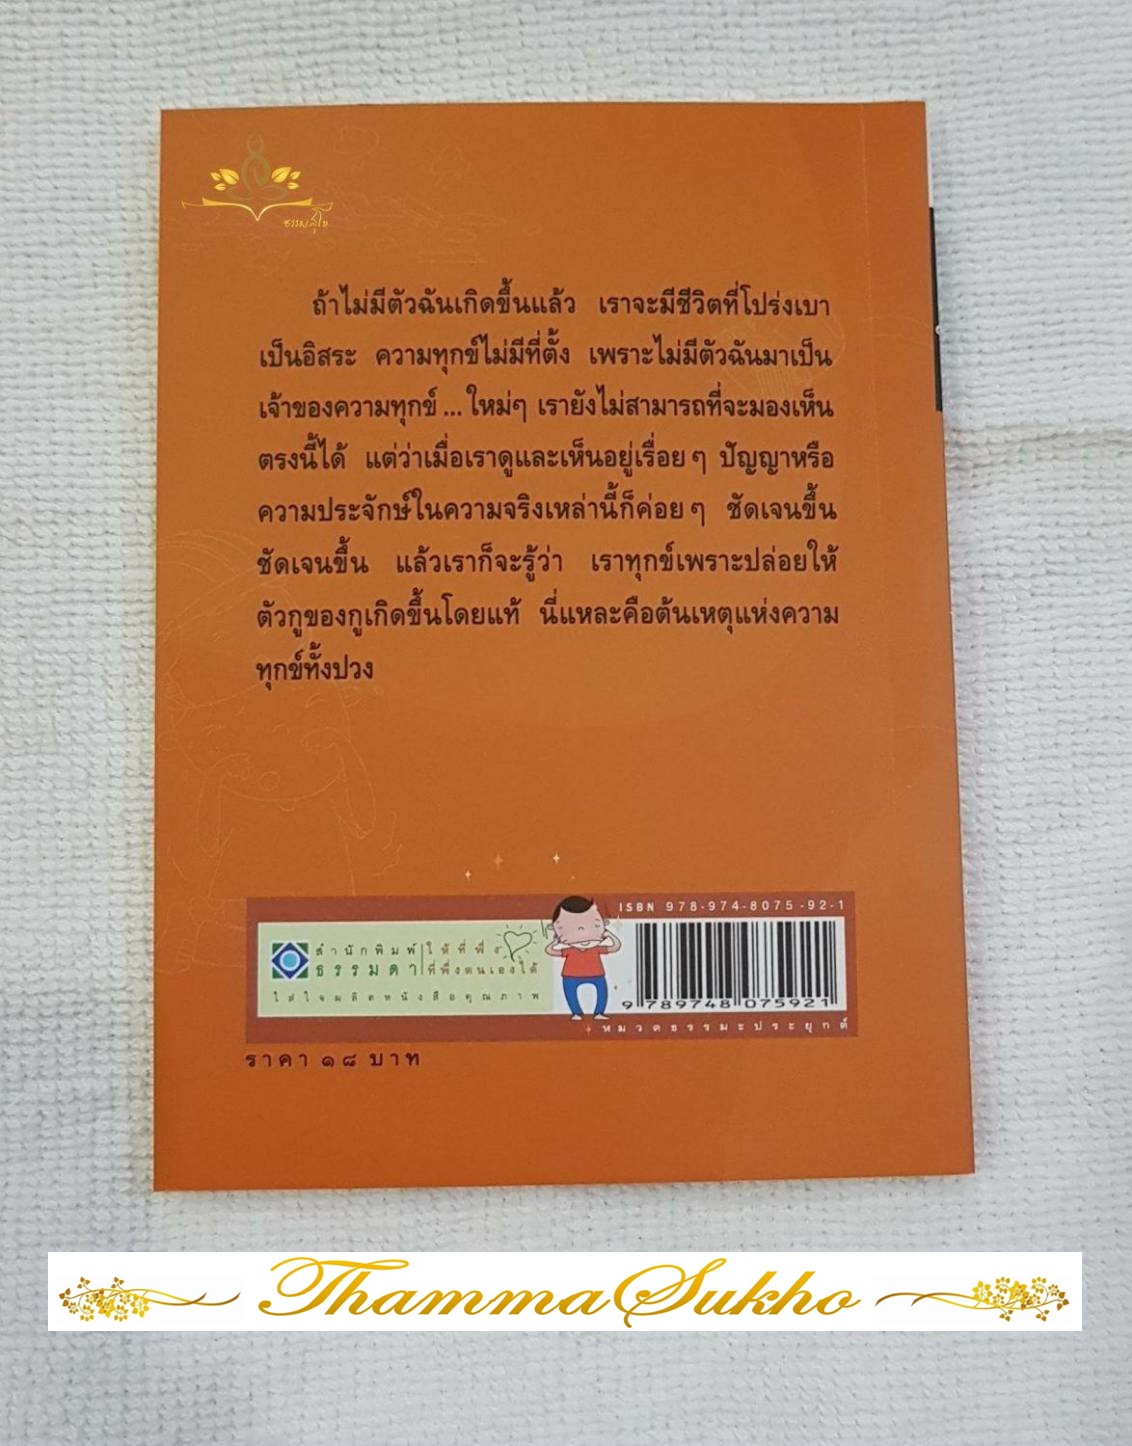 ธรรมสุโข
ถ้าไม่มีตัวฉันเกิดขึ้นแล้ว เราจะมีชีวิตที่โปร่งเบา
เป็นอิสระ ความทุกข์ไม่มีที่ตั้ง เพราะไม่มีตัวฉันมาเป็น
เจ้าของความทุกข์ ... ใหม่ๆ เรายังไม่สามารถที่จะมองเห็น
ตรงนี้ได้ แต่ว่าเมื่อเราดูและเห็นอยู่เรื่อย ๆ ปัญญาหรือ
ความประจักษ์ในความจริงเหล่านี้ก็ค่อย ๆ ชัดเจนขึ้น
ชัดเจนขึ้น แล้วเราก็จะรู้ว่า เราทุกข์เพราะปล่อยให้
ตัวกูของกูเกิดขึ้นโดยแท้ นี่แหละคือต้นเหตุแห่งความ
ทุกข์ทั้งปวง
ISBN 978-974-8075-92-1
สำนักพิมพ์ ให้ที่พึ่ง
ธรรมดา ที่พึ่งตนเองได้
ใส่ใจผลิตหนังสือคุณภาพ
9 789748 075921
หมวดธรรมะประยุกต์
ราคา ๑๘ บาท
ThammaSukho